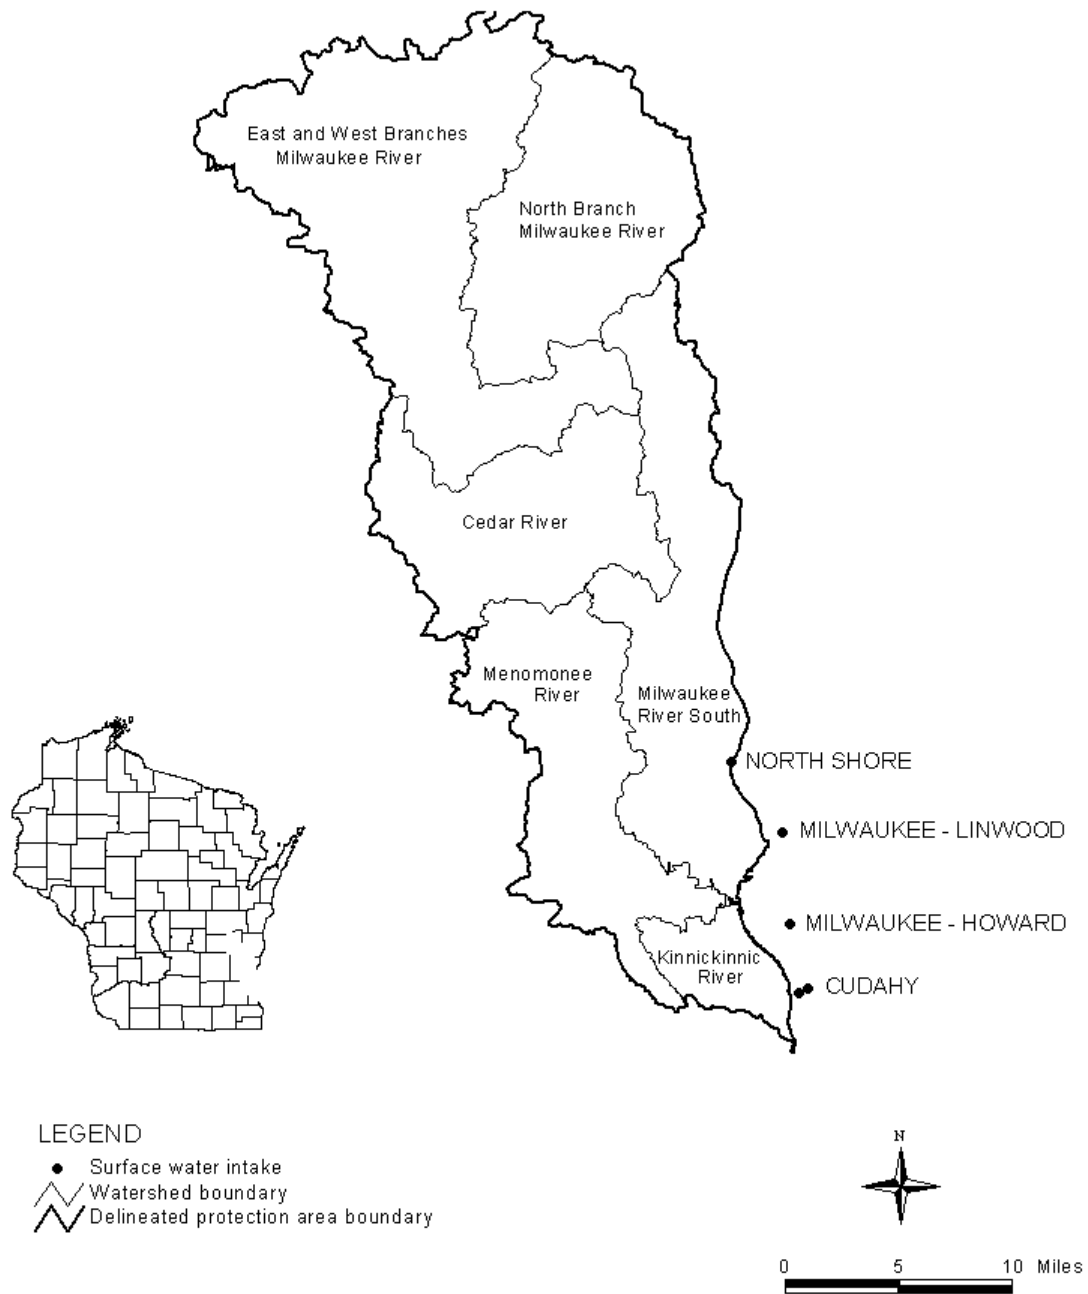 East and West Branches
Milwaukee River
North Branch
Milwaukee River
Cedar River
Menomonee
River
Milwaukee
River South
NORTH SHORE
MILWAUKEE - LINWOOD
MILWAUKEE - HOWARD
Kinnickinnic
River
CUDAHY
LEGEND
Surface water intake
Watershed boundary
Delineated protection area boundary
N
0 5 10 Miles